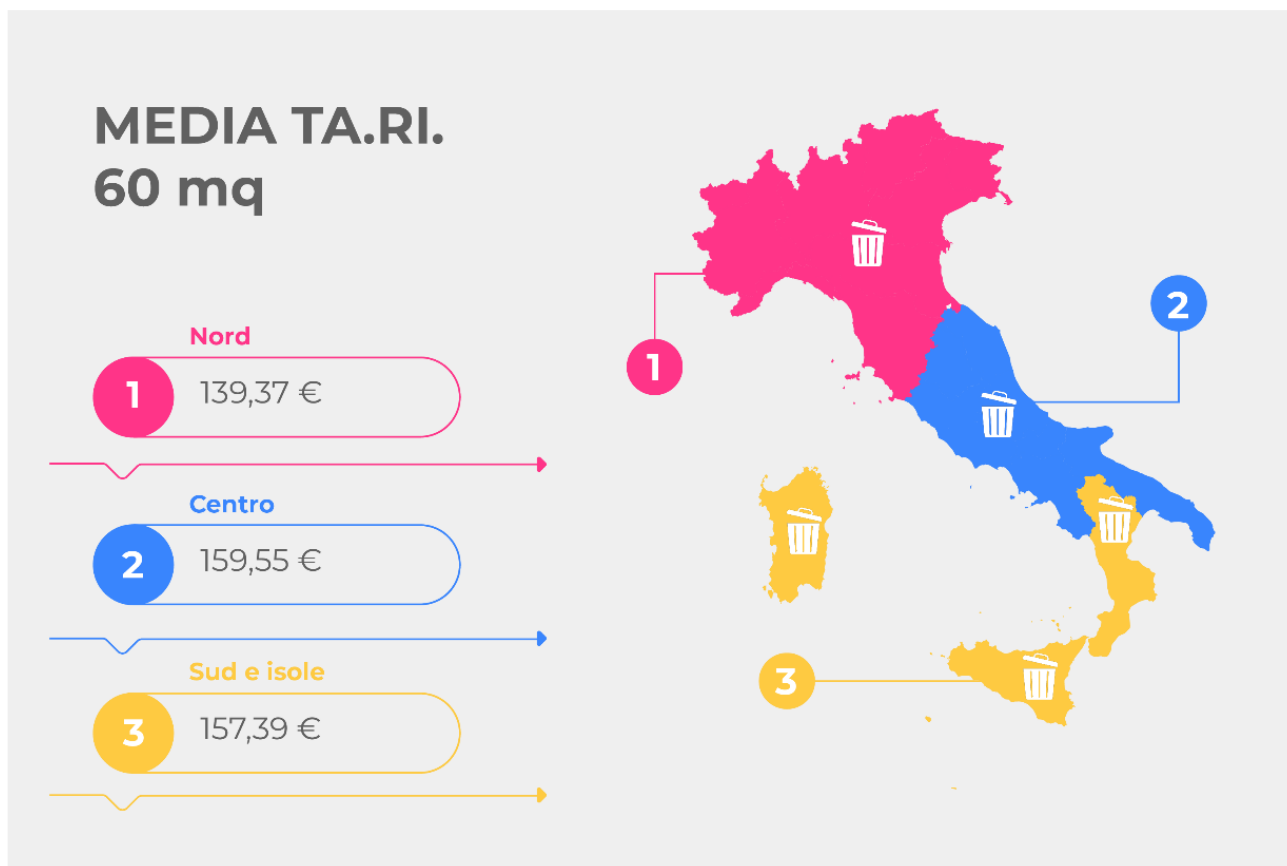 MEDIA TA.RI.
60 mq
Nord
1
139,37 €
Centro
2
159,55 €
Sud e isole
3
157,39 €
1
2
3